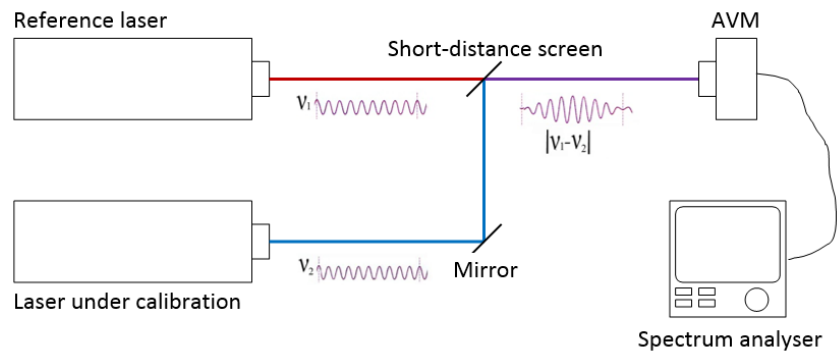 Reference laser
AVM
Short-distance screen
ν₁
|ν₁-ν₂|
ν₂
Mirror
Laser under calibration
Spectrum analyser